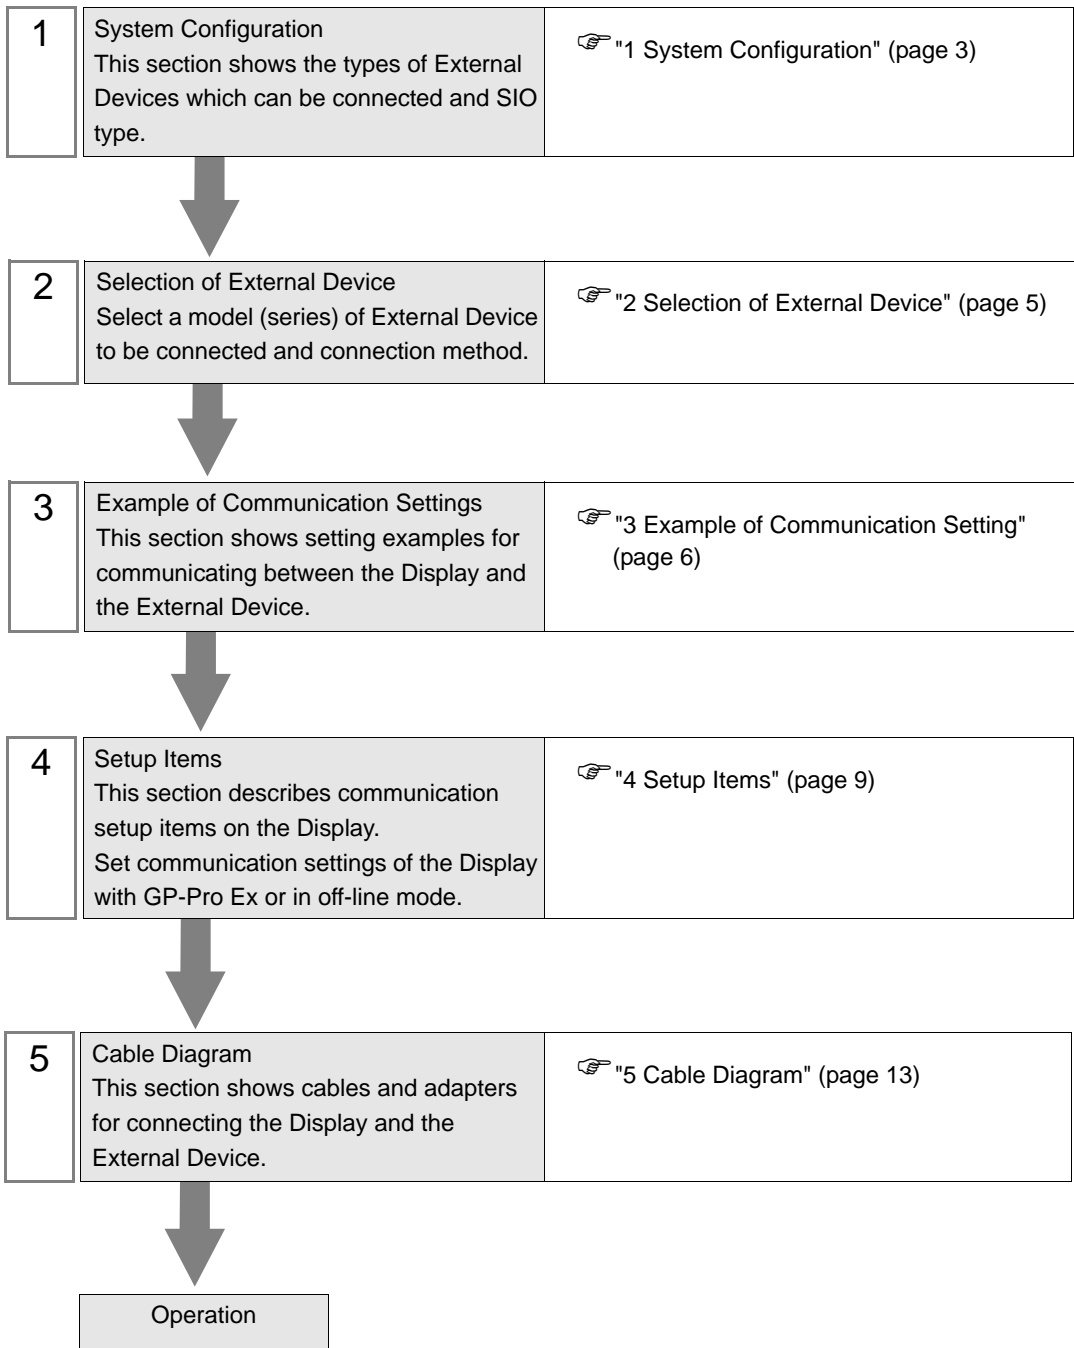 1
System Configuration
This section shows the types of External
Devices which can be connected and SIO
type.
"1 System Configuration" (page 3)
2
Selection of External Device
Select a model (series) of External Device
to be connected and connection method.
"2 Selection of External Device" (page 5)
3
Example of Communication Settings
This section shows setting examples for
communicating between the Display and
the External Device.
"3 Example of Communication Setting"
(page 6)
4
Setup Items
This section describes communication
setup items on the Display.
Set communication settings of the Display
with GP-Pro Ex or in off-line mode.
"4 Setup Items" (page 9)
5
Cable Diagram
This section shows cables and adapters
for connecting the Display and the
External Device.
"5 Cable Diagram" (page 13)
Operation